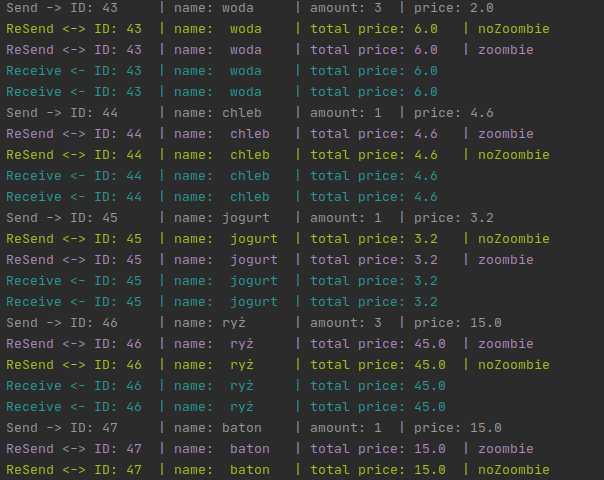 Send -> ID: 43 | name: woda | amount: 3 | price: 2.0
ReSend <-> ID: 43 | name: woda | total price: 6.0 | noZoombie
ReSend <-> ID: 43 | name: woda | total price: 6.0 | zoombie
Receive <- ID: 43 | name: woda | total price: 6.0
Receive <- ID: 43 | name: woda | total price: 6.0
Send -> ID: 44 | name: chleb | amount: 1 | price: 4.6
ReSend <-> ID: 44 | name: chleb | total price: 4.6 | zoombie
ReSend <-> ID: 44 | name: chleb | total price: 4.6 | noZoombie
Receive <- ID: 44 | name: chleb | total price: 4.6
Receive <- ID: 44 | name: chleb | total price: 4.6
Send -> ID: 45 | name: jogurt | amount: 1 | price: 3.2
ReSend <-> ID: 45 | name: jogurt | total price: 3.2 | noZoombie
ReSend <-> ID: 45 | name: jogurt | total price: 3.2 | zoombie
Receive <- ID: 45 | name: jogurt | total price: 3.2
Receive <- ID: 45 | name: jogurt | total price: 3.2
Send -> ID: 46 | name: ryż | amount: 3 | price: 15.0
ReSend <-> ID: 46 | name: ryż | total price: 45.0 | zoombie
ReSend <-> ID: 46 | name: ryż | total price: 45.0 | noZoombie
Receive <- ID: 46 | name: ryż | total price: 45.0
Receive <- ID: 46 | name: ryż | total price: 45.0
Send -> ID: 47 | name: baton | amount: 1 | price: 15.0
ReSend <-> ID: 47 | name: baton | total price: 15.0 | zoombie
ReSend <-> ID: 47 | name: baton | total price: 15.0 | noZoombie